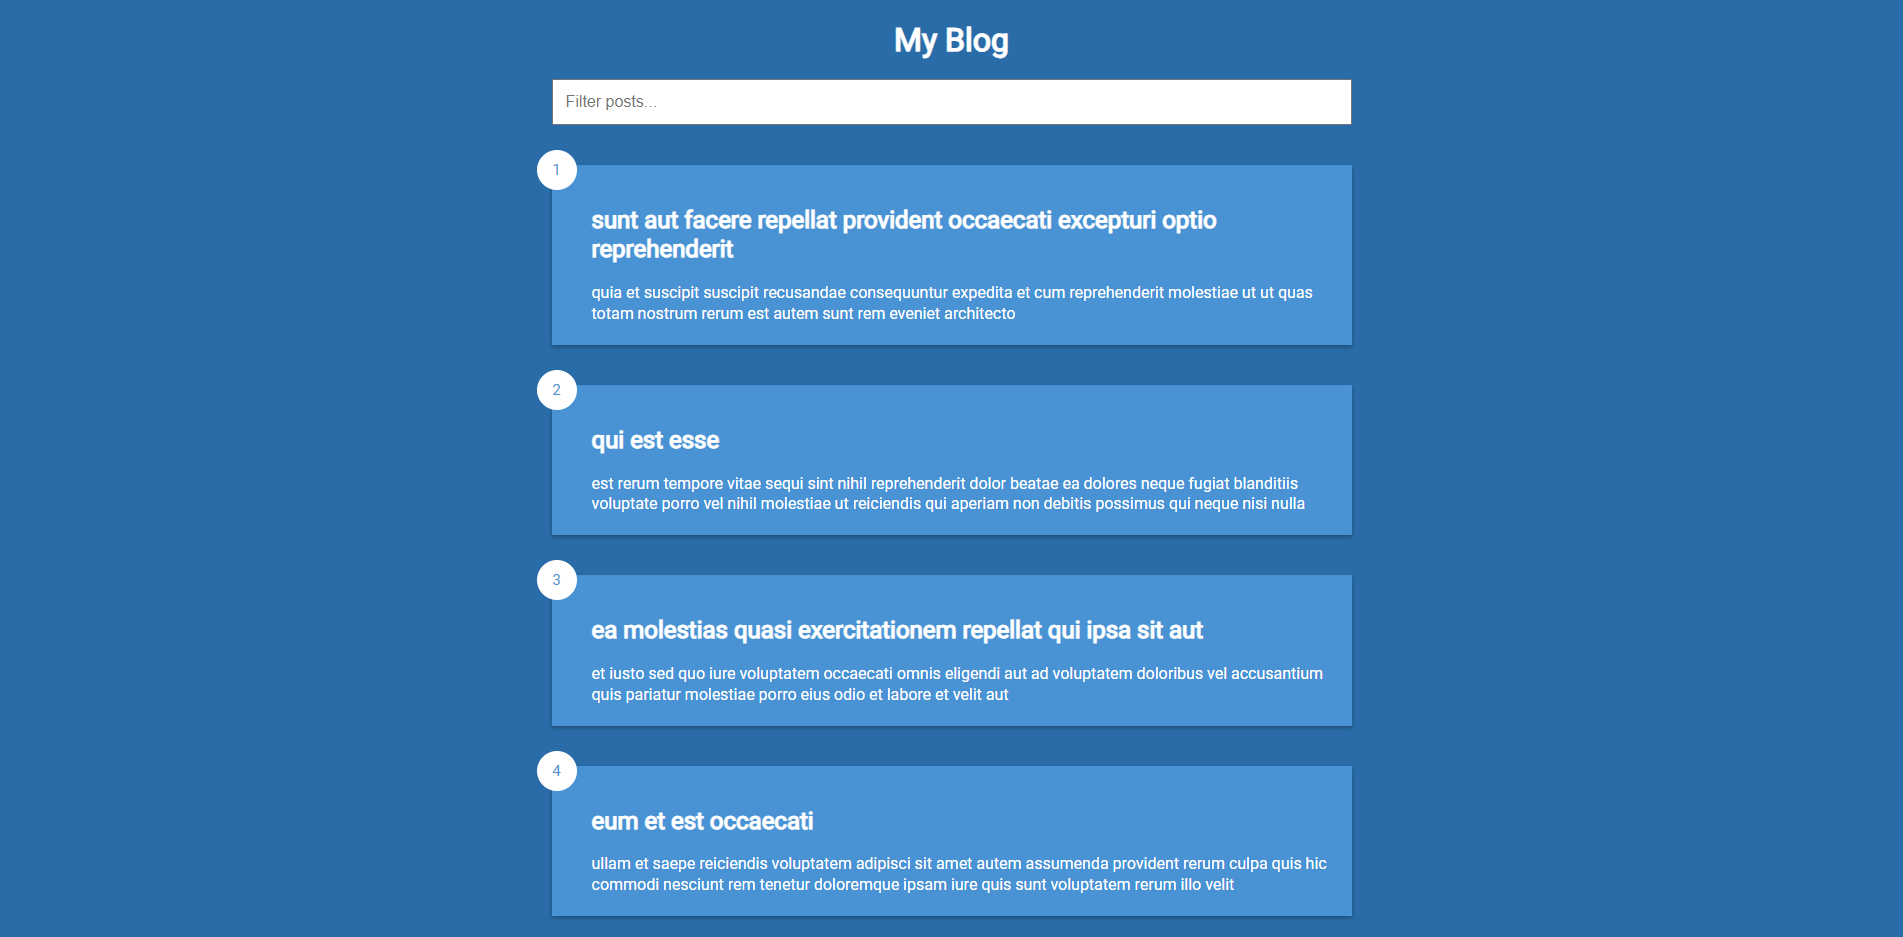 My Blog
Filter posts...
1
sunt aut facere repellat provident occaecati excepturi optio
reprehenderit
quia et suscipit suscipit recusandae consequuntur expedita et cum reprehenderit molestiae ut ut quas
totam nostrum rerum est autem sunt rem eveniet architecto
2
qui est esse
est rerum tempore vitae sequi sint nihil reprehenderit dolor beatae ea dolores neque fugiat blanditiis
voluptate porro vel nihil molestiae ut reiciendis qui aperiam non debitis possimus qui neque nisi nulla
3
ea molestias quasi exercitationem repellat qui ipsa sit aut
et iusto sed quo iure voluptatem occaecati omnis eligendi aut ad voluptatem doloribus vel accusantium
quis pariatur molestiae porro eius odio et labore et velit aut
4
eum et est occaecati
ullam et saepe reiciendis voluptatem adipisci sit amet autem assumenda provident rerum culpa quis hic
commodi nesciunt rem tenetur doloremque ipsam iure quis sunt voluptatem rerum illo velit